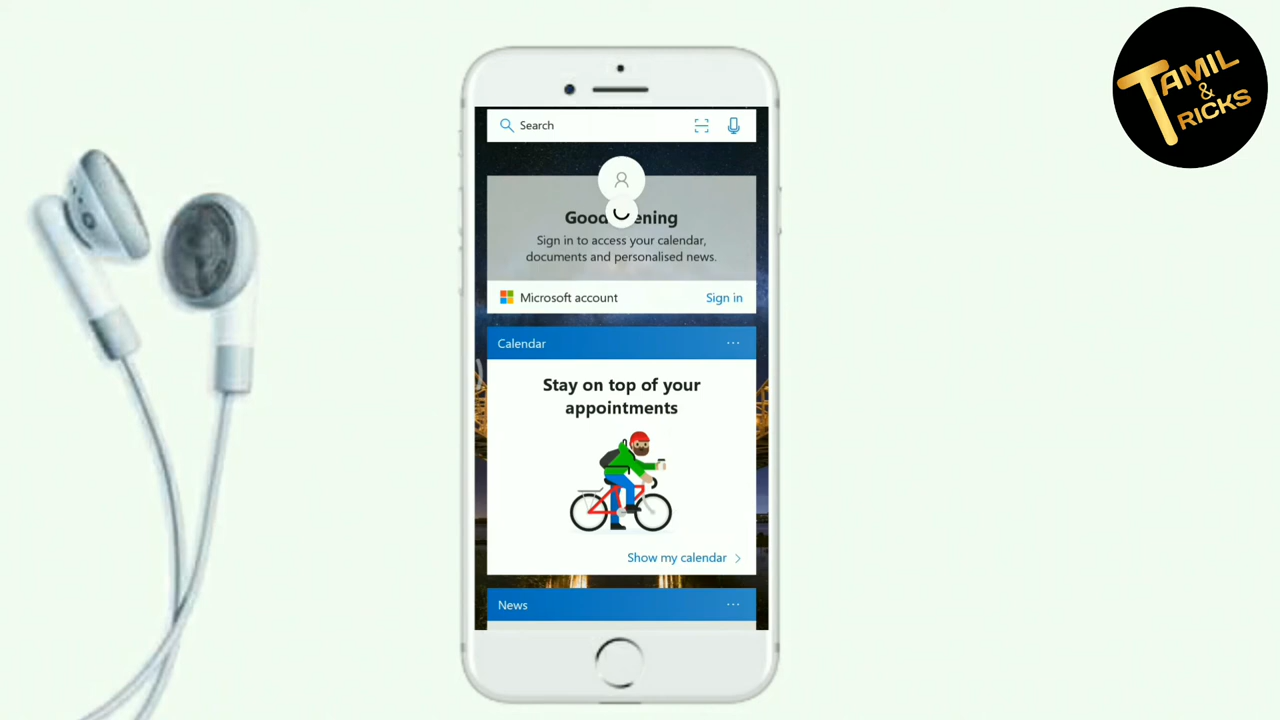 TAMIL
&
TRICKS
Search
Good ening
Sign in to access your calendar,
documents and personalised news.
Microsoft account
Sign in
Calendar
...
Stay on top of your
appointments
Show my calendar
News
...